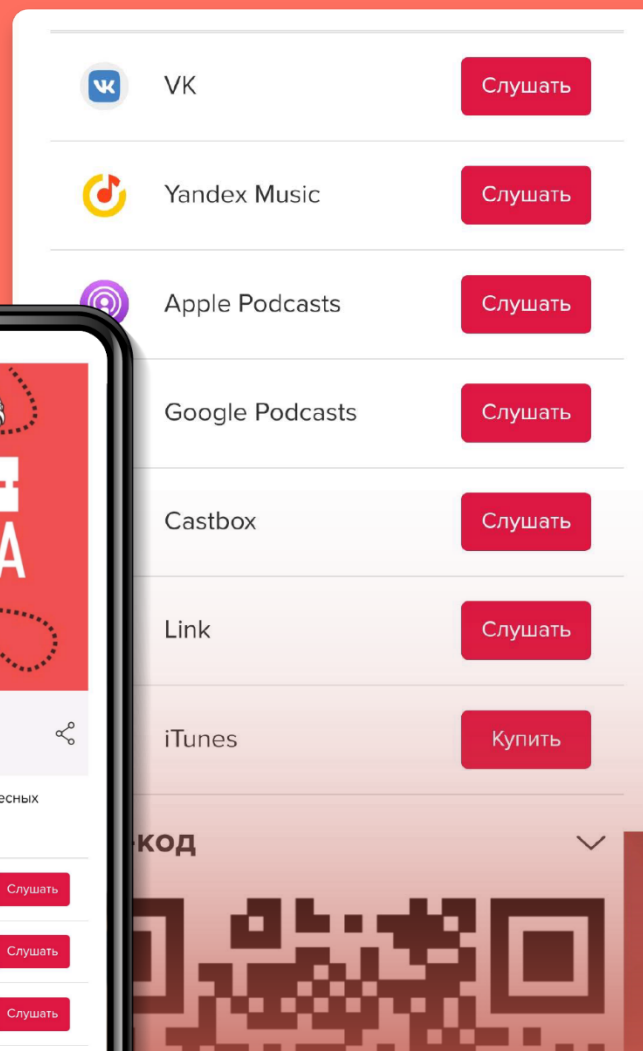 VK
Слушать
Yandex Music
Слушать
Apple Podcasts
Слушать
Google Podcasts
Слушать
Castbox
Слушать
Link
Слушать
iTunes
Купить
-код
А
есных
Слушать
Слушать
Слушать